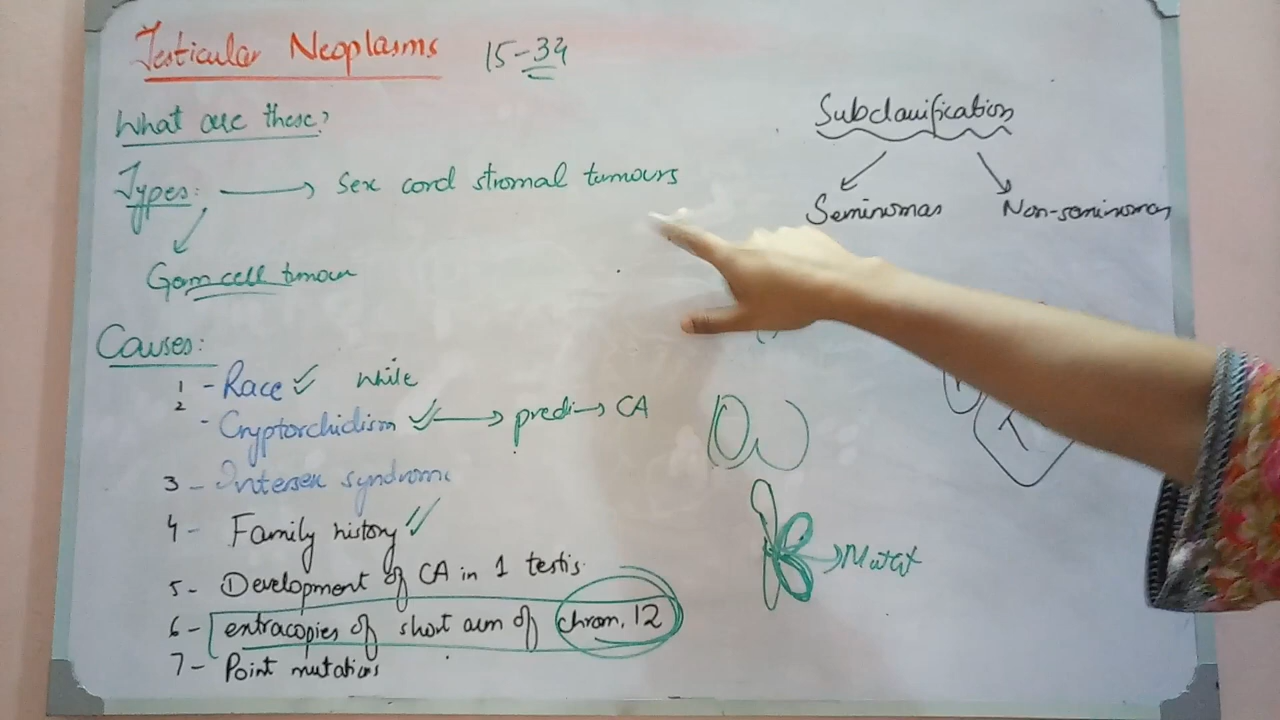 Testicular Neoplasms 15-34
What are these?
Types: → Sex cord stromal tumours
Germ cell tumour
Causes:
1 - Race ✓ white
2 - Cryptorchidism ✓ → predi → CA
3 - Intersex syndrome
4 - Family history ✓
5 - Development of CA in 1 testis.
6 - extracopies of short arm of chrom. 12
7 - Point mutations
Subclassification
Seminomas Non-seminomas
T
→ Mutat